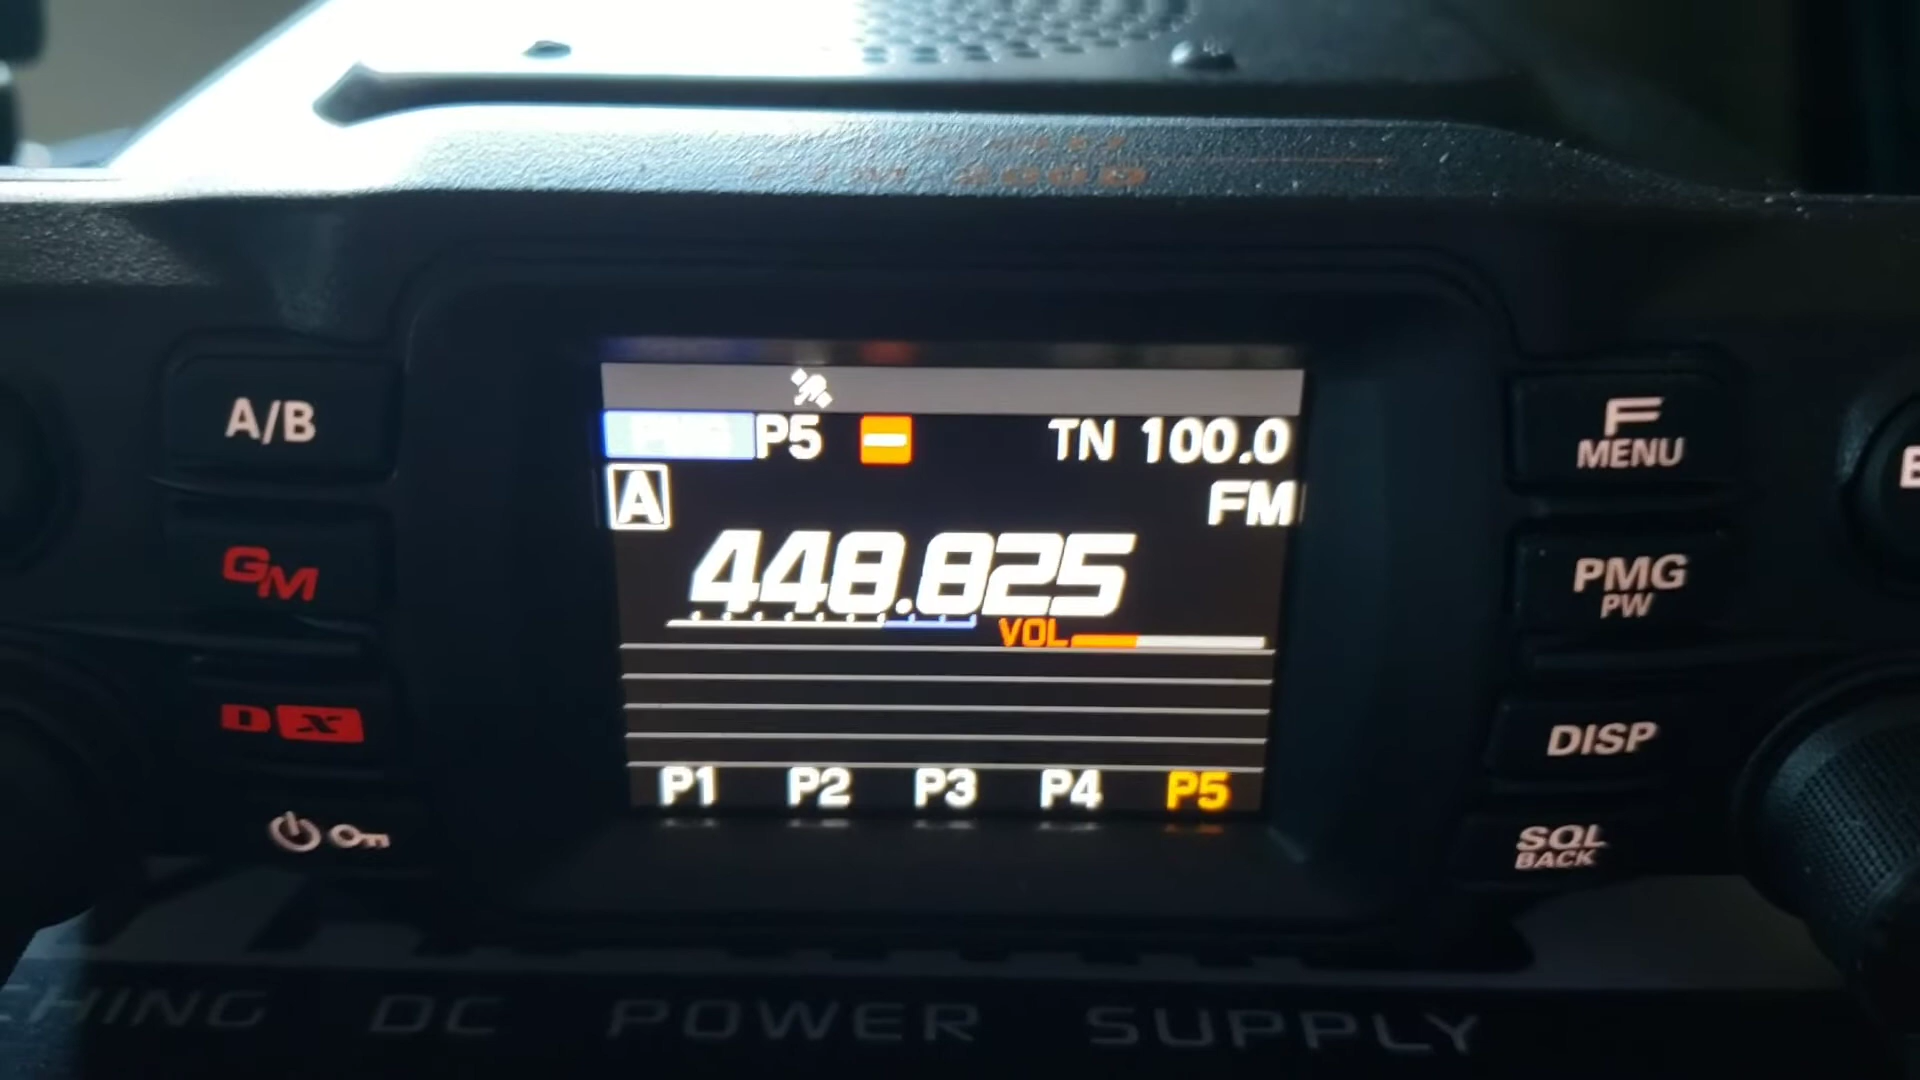 P5 TN 100.0
A FM
448.825
VOL
P1 P2 P3 P4 P5
A/B
GM
DX
F
MENU
PMG
PW
DISP
SQL
BACK
HING DC POWER SUPPLY